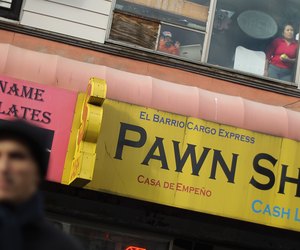 NAME
LATES
EL BARRIO CARGO EXPRESS
PAWN SH
CASA DE EMPEÑO
CASH L